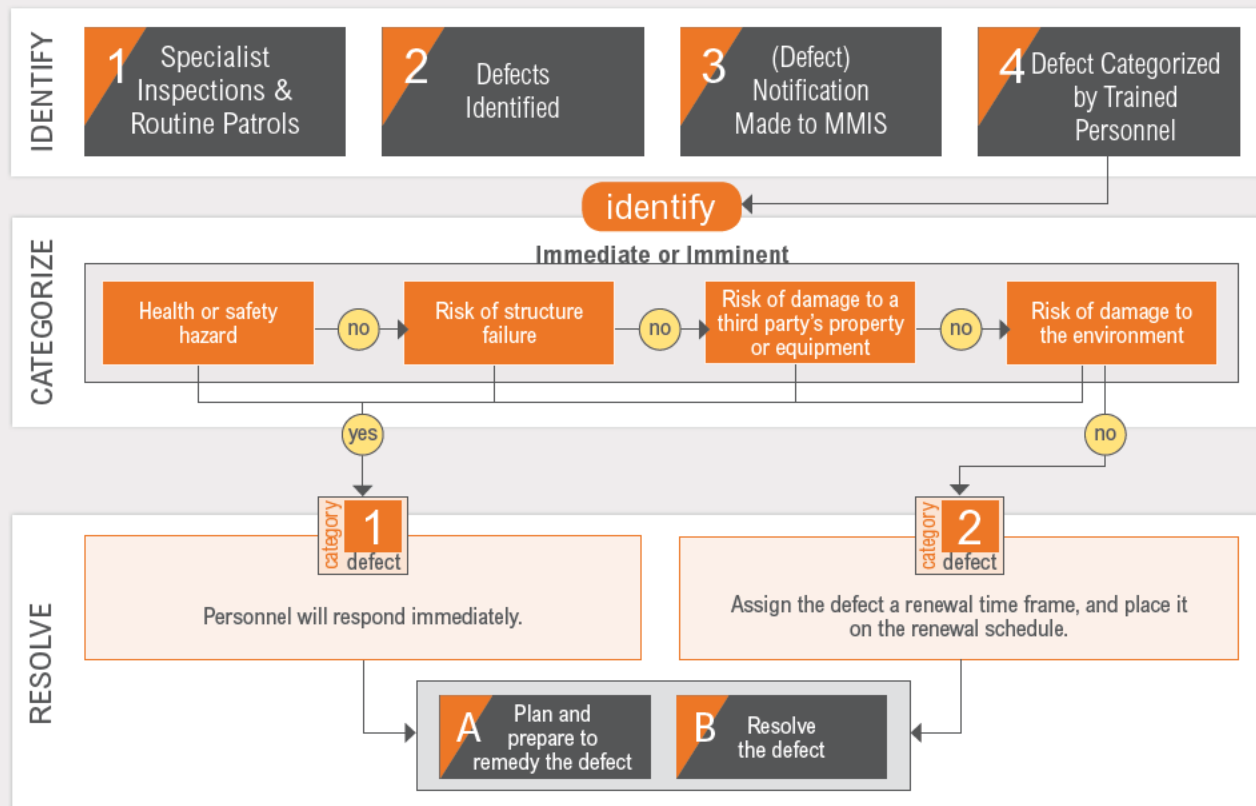 IDENTIFY
1
Specialist
Inspections &
Routine Patrols
2
Defects
Identified
3
(Defect)
Notification
Made to MMIS
4
Defect Categorized
by Trained
Personnel
identify
CATEGORIZE
Immediate or Imminent
Health or safety
hazard
no
Risk of structure
failure
no
Risk of damage to a
third party's property
or equipment
no
Risk of damage to
the environment
yes
no
RESOLVE
category
1
defect
Personnel will respond immediately.
category
2
defect
Assign the defect a renewal time frame, and place it
on the renewal schedule.
A
Plan and
prepare to
remedy the defect
B
Resolve
the defect